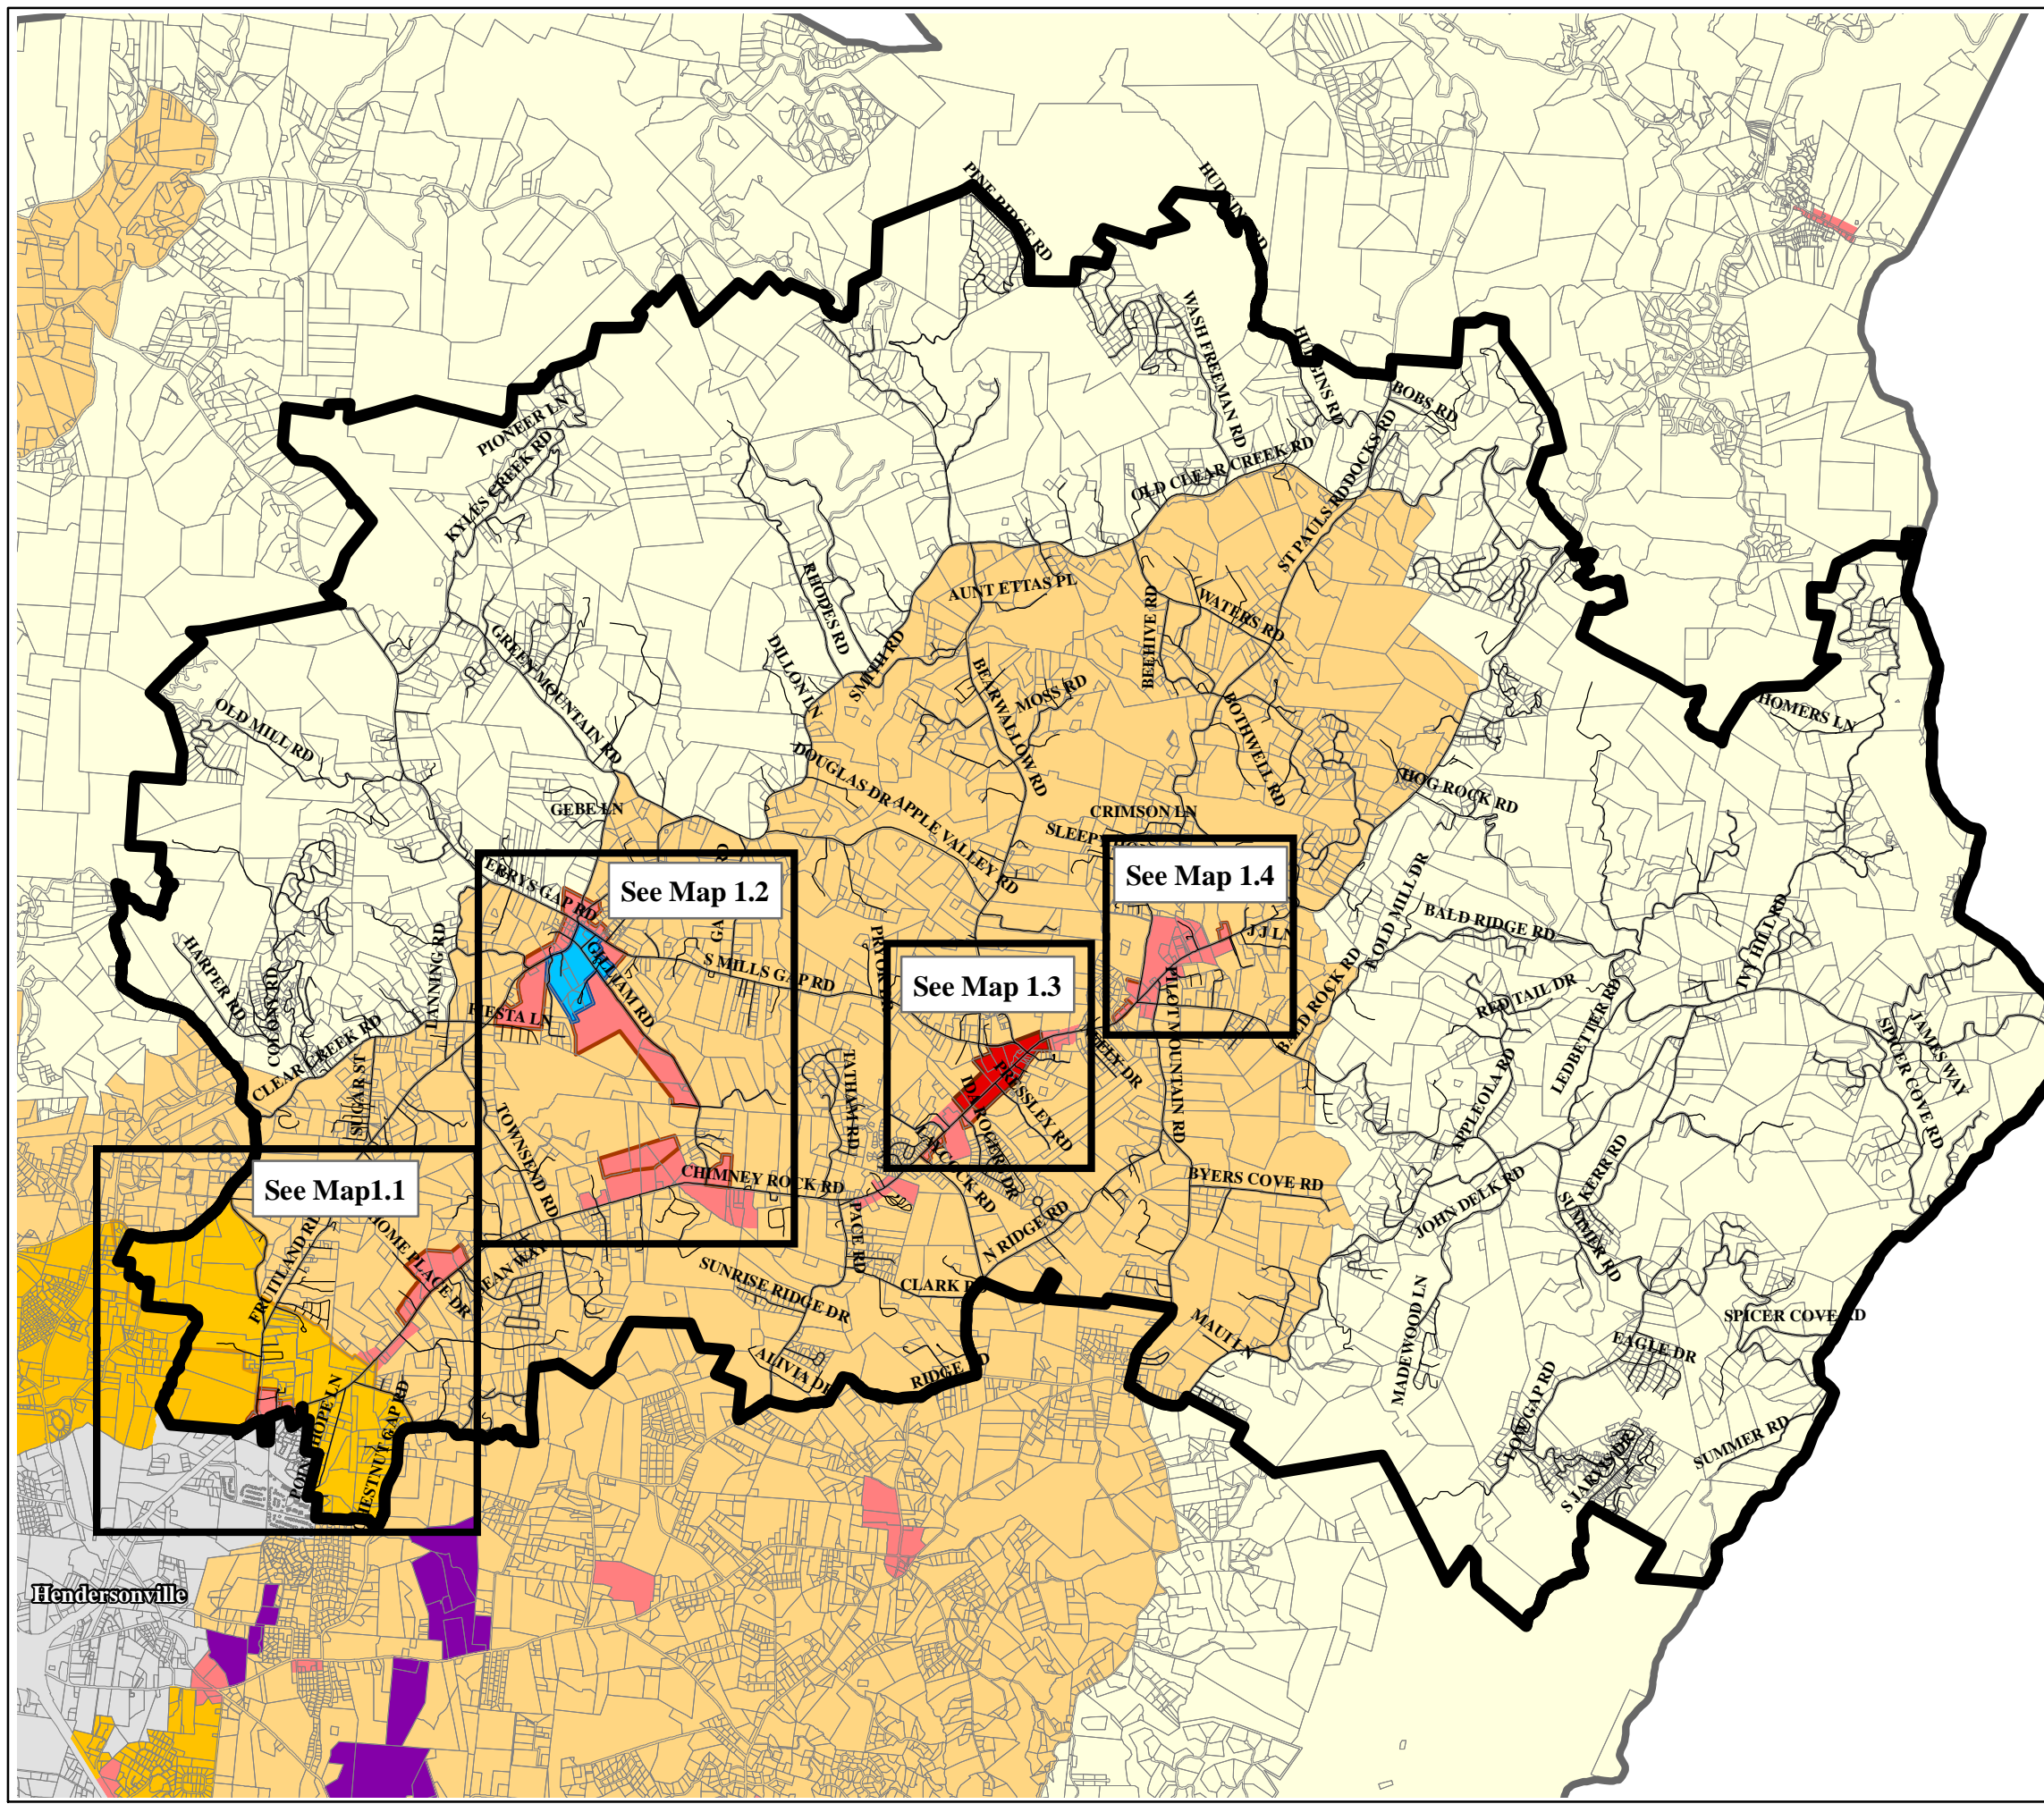 PINE RIDGE RD
WASH FREEMAN RD
HUDGINS RD
BOBS RD
PIONEER LN
KYLES CREEK RD
OLD CLEAR CREEK RD
ST PAULS RD
AUNT ETTAS PL
RHODES RD
WATERS RD
BEEHIVE RD
GREEN MOUNTAIN RD
DILLON LN
SMITH RD
BEARWALLOW RD
MOSS RD
BOTHWELL RD
HOMERS LN
OLD MILL RD
DOUGLAS DR
APPLE VALLEY RD
HOG ROCK RD
GEBE LN
CRIMSON LN
See Map 1.2
See Map 1.4
OLD MILL DR
BALD RIDGE RD
IVY HILL RD
HARPER RD
COLONY RD
LANNING RD
GILLIAM RD
S MILLS GAP RD
See Map 1.3
J J LN
BALD ROCK RD
RED TAIL DR
LEDBETTER RD
JAMES WAY
SPICER COVE RD
CLEAR CREEK RD
SUGAR ST
FIESTA LN
TATHAM RD
PRESSLEY RD
PILOT MOUNTAIN RD
APPLEOLA RD
See Map1.1
TOWNSEND RD
CHIMNEY ROCK RD
BYERS COVE RD
JOHN DELK RD
KERR RD
SUMMER RD
FRUITLAND RD
HOME PLACE DR
PACE RD
N RIDGE RD
SUNRISE RIDGE DR
MAUI LN
MADEWOOD LN
SPICER COVE RD
EAGLE DR
LOW GAP RD
SUMMER RD
Hendersonville